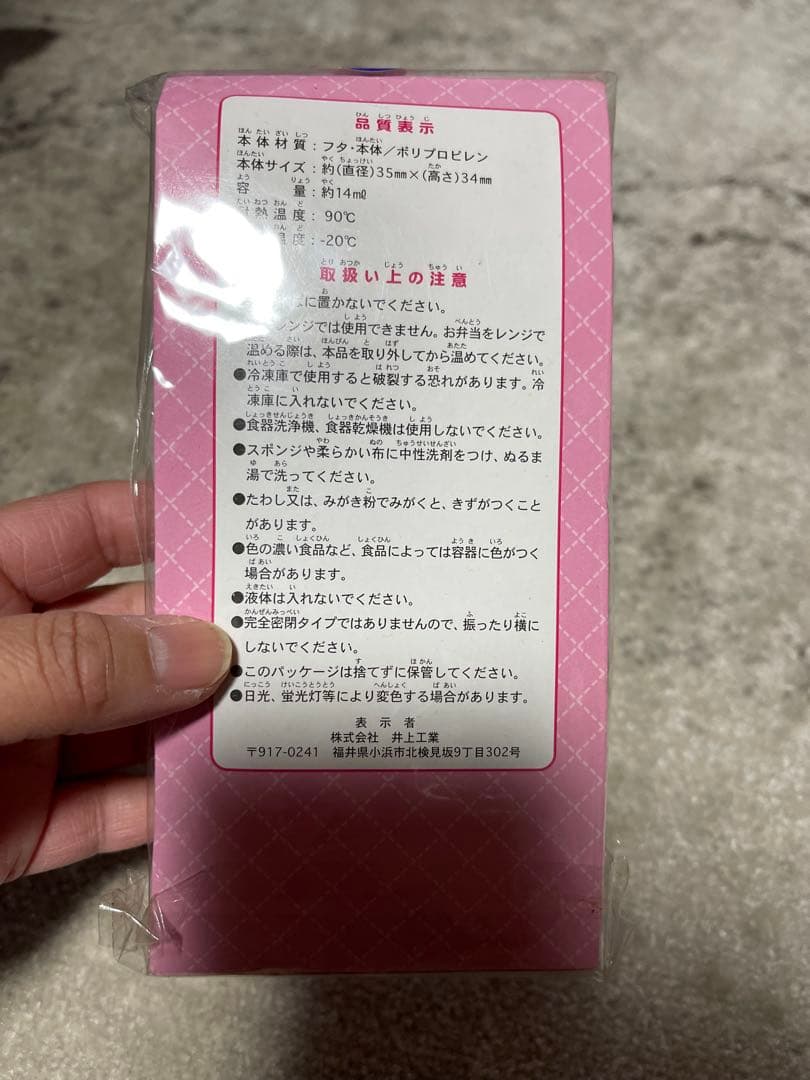 品質表示
本体材質：フタ・本体／ポリプロピレン
本体サイズ：約(直径)35mm×(高さ)34mm
容量：約14mℓ
熱温度：90℃
温度：-20℃
取扱い上の注意
に置かないでください。
レンジでは使用できません。お弁当をレンジで
温める際は、本品を取り外してから温めてください。
●冷凍庫で使用すると破裂する恐れがあります。冷
凍庫に入れないでください。
●食器洗浄機、食器乾燥機は使用しないでください。
●スポンジや柔らかい布に中性洗剤をつけ、ぬるま
湯で洗ってください。
●たわし又は、みがき粉でみがくと、きずがつくこと
があります。
●色の濃い食品など、食品によっては容器に色がつく
場合があります。
●液体は入れないでください。
●完全密閉タイプではありませんので、振ったり横に
しないでください。
●このパッケージは捨てずに保管してください。
●日光、蛍光灯等により変色する場合があります。
表示者
株式会社 井上工業
〒917-0241 福井県小浜市北検見坂9丁目302号